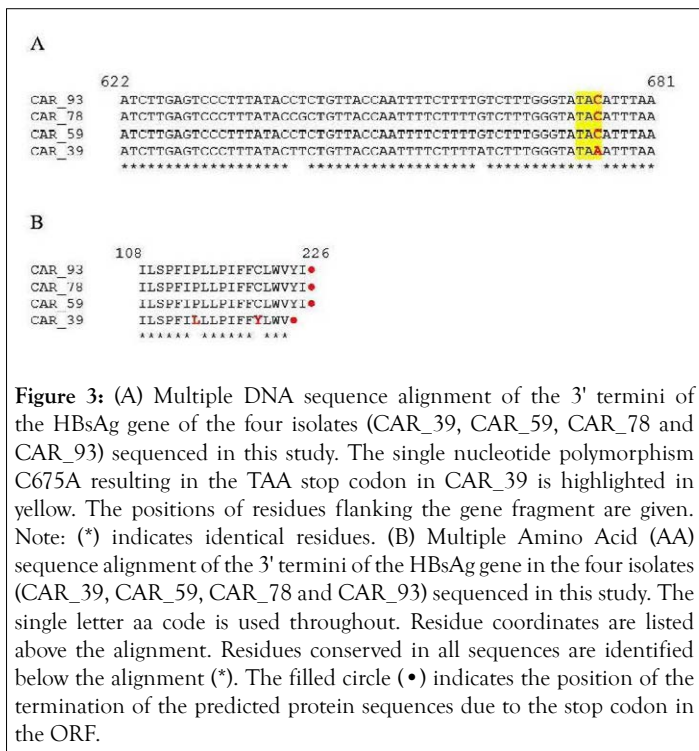 A
622 681
CAR_93 ATCTTGAGTCCCTTTATACCTCTGTTACCAATTTTCTTTTGTCTTTGGGTATACATTTAA
CAR_78 ATCTTGAGTCCCTTTATACCGCTGTTACCAATTTTCTTTTGTCTTTGGGTATACATTTAA
CAR_59 ATCTTGAGTCCCTTTATACCTCTGTTACCAATTTTCTTTTGTCTTTGGGTATACATTTAA
CAR_39 ATCTTGAGTCCCTTTATACTTCTGTTACCAATTTTCTTTTATCTTTGGGTATAAATTTAA
******************* ******************* ************ ******
B
108 226
CAR_93 ILSPFIPLLPIFFCLWVYI●
CAR_78 ILSPFIPLLPIFFCLWVYI●
CAR_59 ILSPFIPLLPIFFCLWVYI●
CAR_39 ILSPFILLLPIFFYLWV●
****** ****** ***
Figure 3: (A) Multiple DNA sequence alignment of the 3' termini of
the HBsAg gene of the four isolates (CAR_39, CAR_59, CAR_78 and
CAR_93) sequenced in this study. The single nucleotide polymorphism
C675A resulting in the TAA stop codon in CAR_39 is highlighted in
yellow. The positions of residues flanking the gene fragment are given.
Note: (*) indicates identical residues. (B) Multiple Amino Acid (AA)
sequence alignment of the 3' termini of the HBsAg gene in the four isolates
(CAR_39, CAR_59, CAR_78 and CAR_93) sequenced in this study. The
single letter aa code is used throughout. Residue coordinates are listed
above the alignment. Residues conserved in all sequences are identified
below the alignment (*). The filled circle (•) indicates the position of the
termination of the predicted protein sequences due to the stop codon in
the ORF.